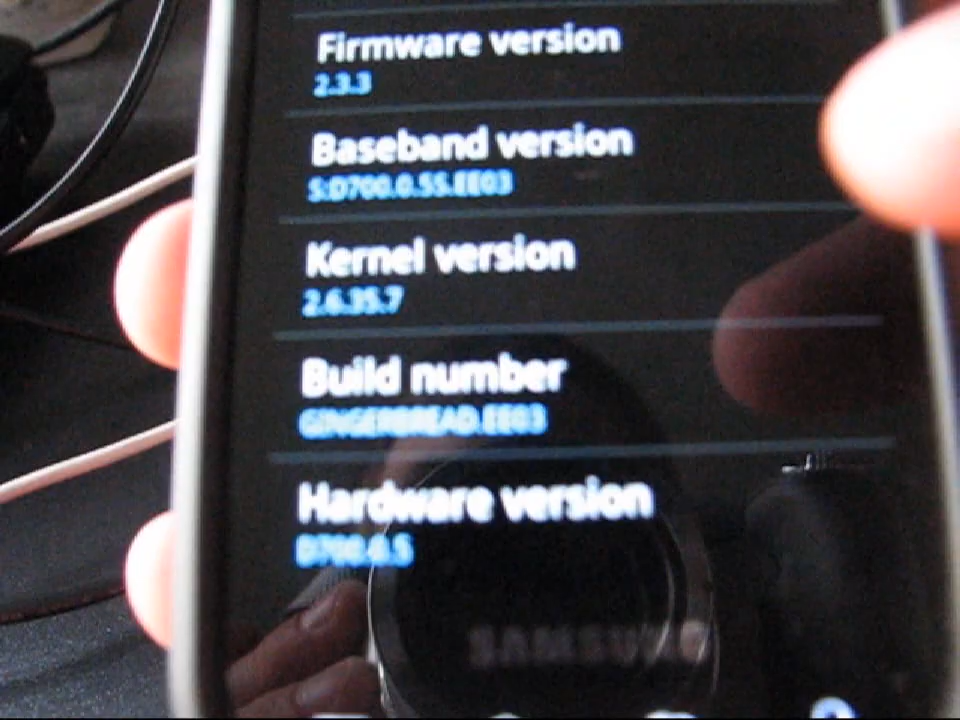 Firmware version
2.3.3
Baseband version
S:D700.0.5S.EE03
Kernel version
2.6.35.7
Build number
GINGERBREAD.EE03
Hardware version
D700.0.5
SAMSUNG